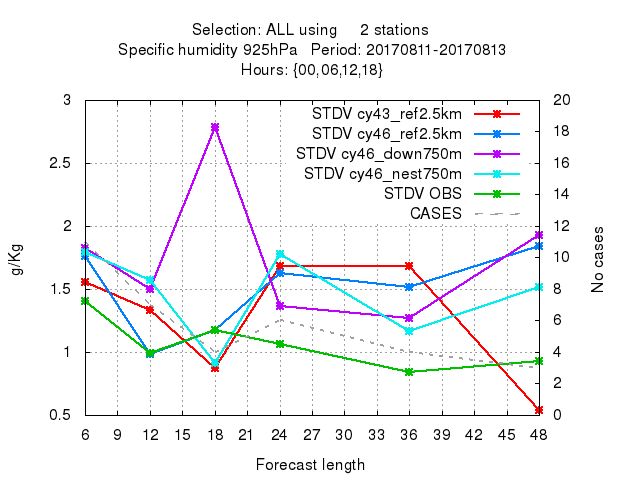 Selection: ALL using 2 stations
Specific humidity 925hPa Period: 20170811-20170813
Hours: {00,06,12,18}
STDV cy43_ref2.5km
STDV cy46_ref2.5km
STDV cy46_down750m
STDV cy46_nest750m
STDV OBS
CASES
3
2.5
2
1.5
1
0.5
g/Kg
20
18
16
14
12
10
8
6
4
2
0
No cases
6 9 12 15 18 21 24 27 30 33 36 39 42 45 48
Forecast length